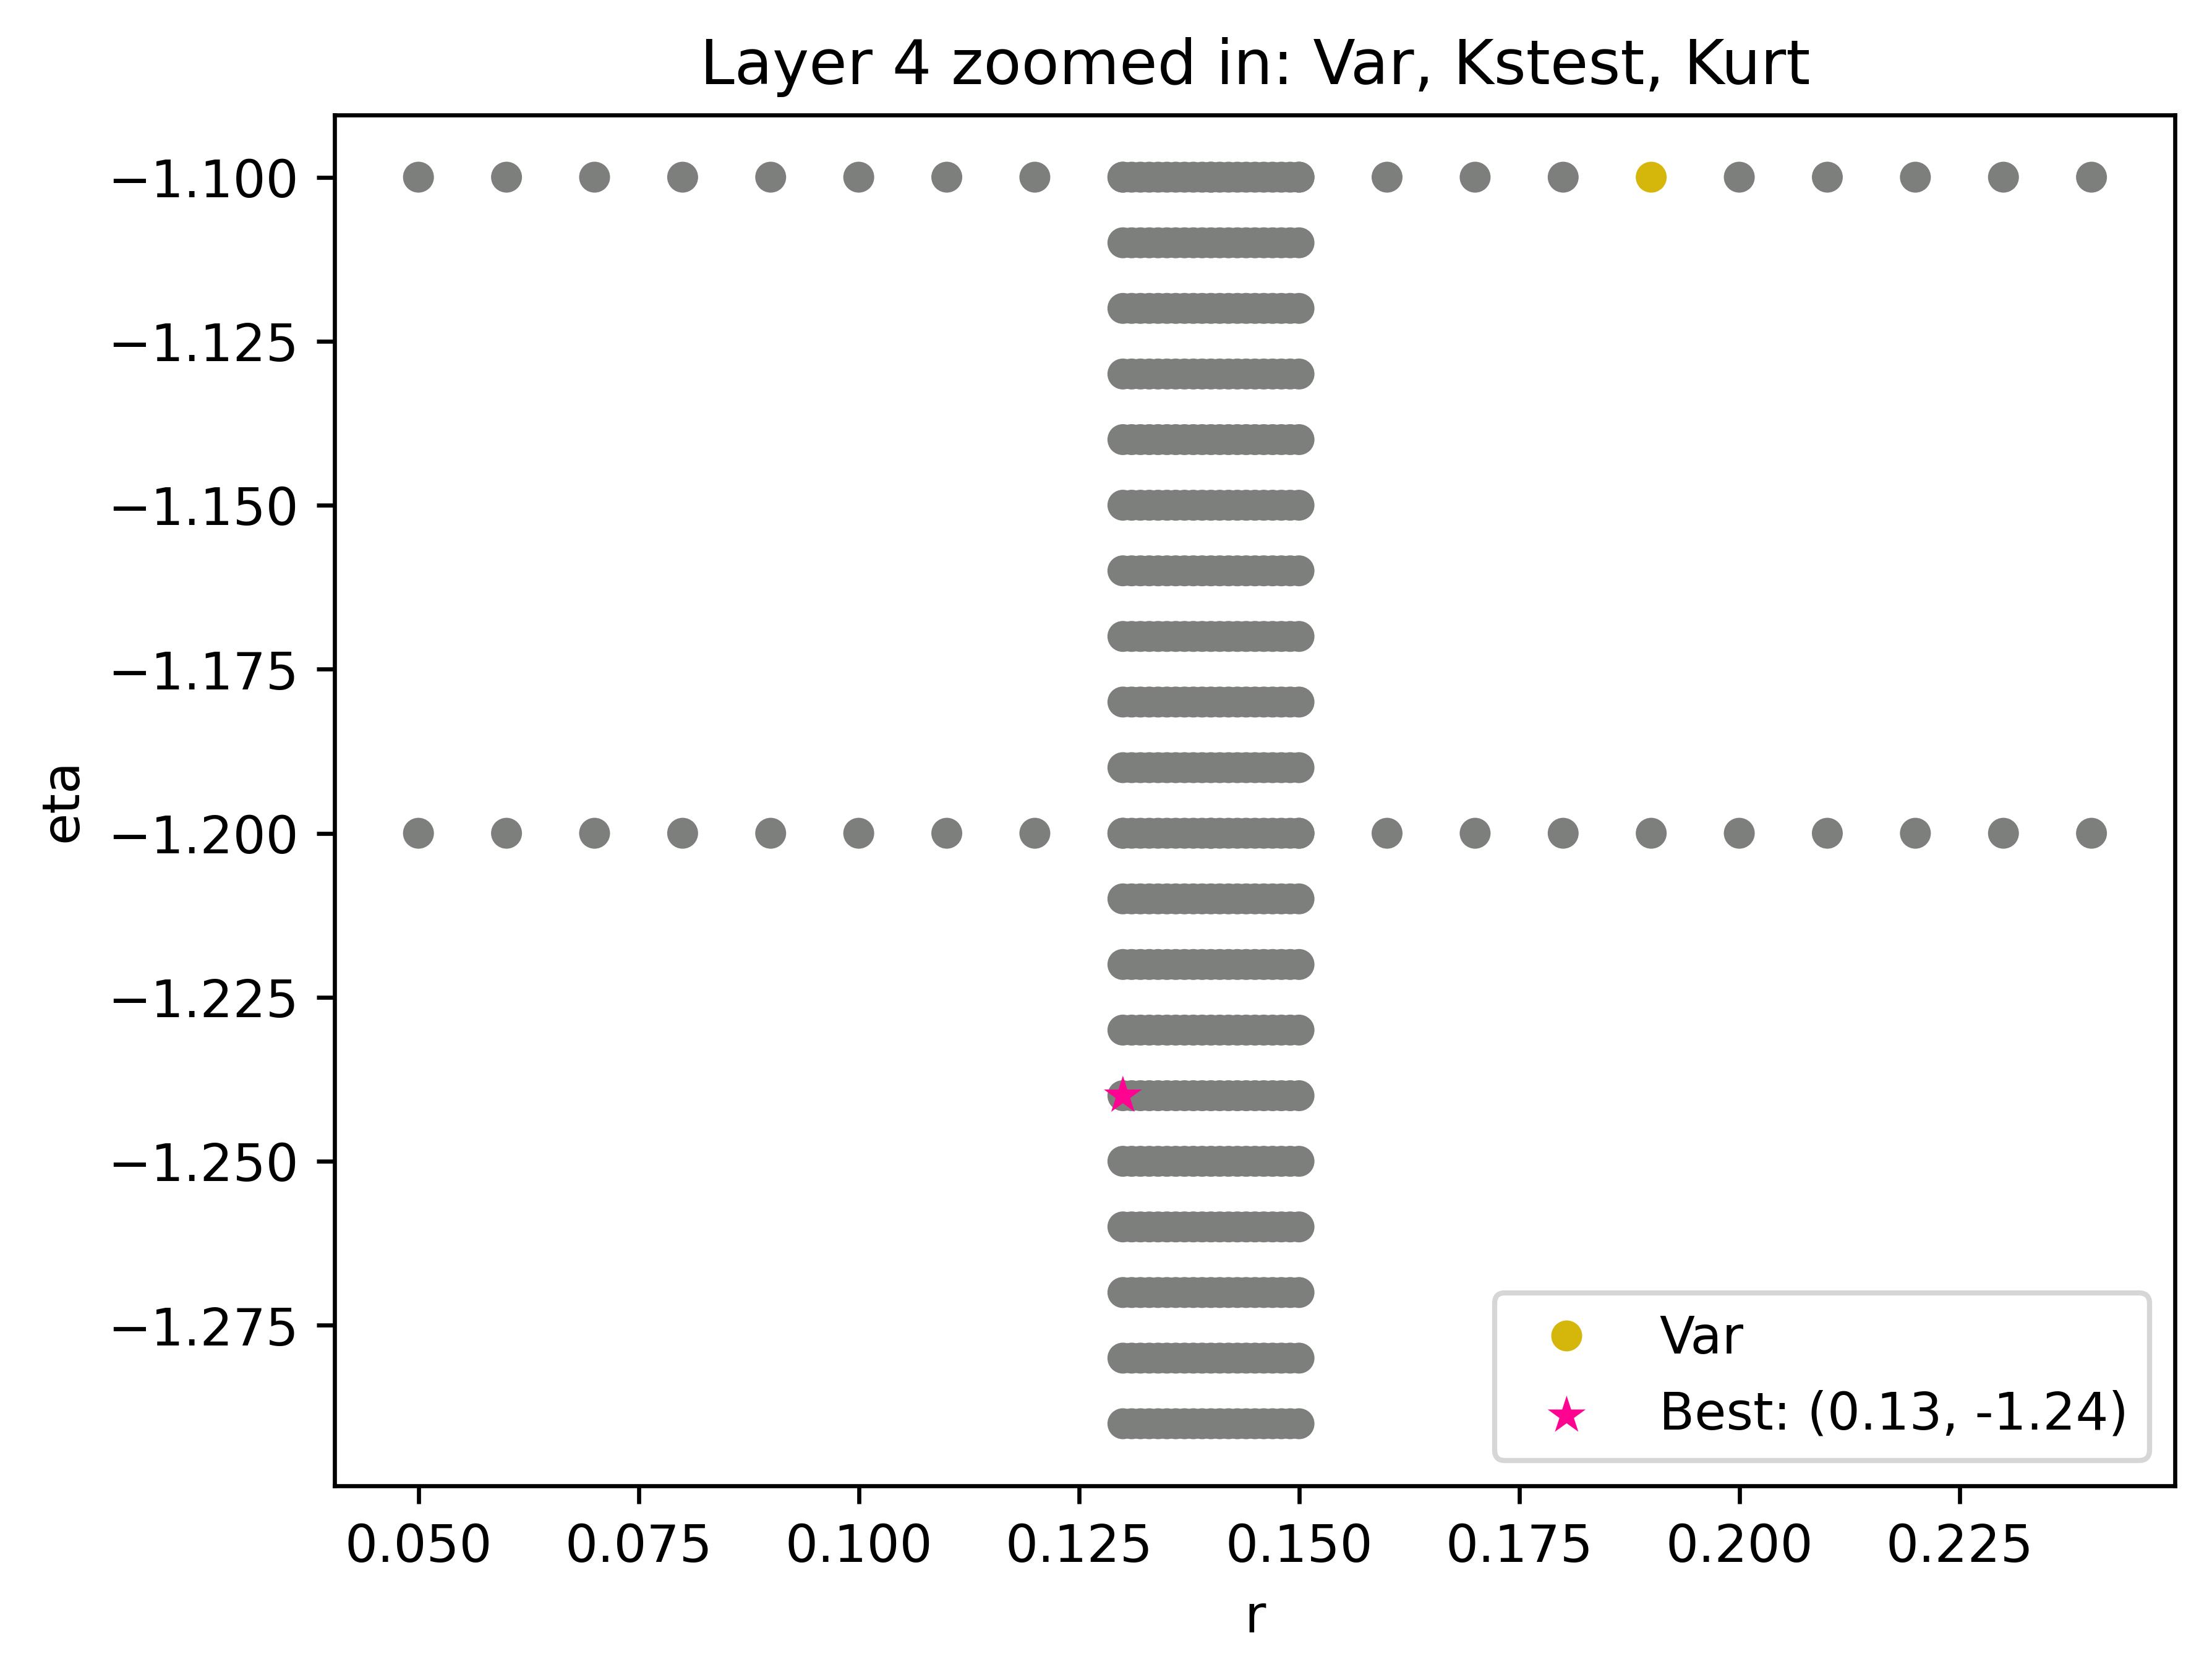 Layer 4 zoomed in: Var, Kstest, Kurt
−1.100
−1.125
−1.150
−1.175
−1.200
−1.225
−1.250
−1.275
eta
Var
Best: (0.13, -1.24)
0.050 0.075 0.100 0.125 0.150 0.175 0.200 0.225
r